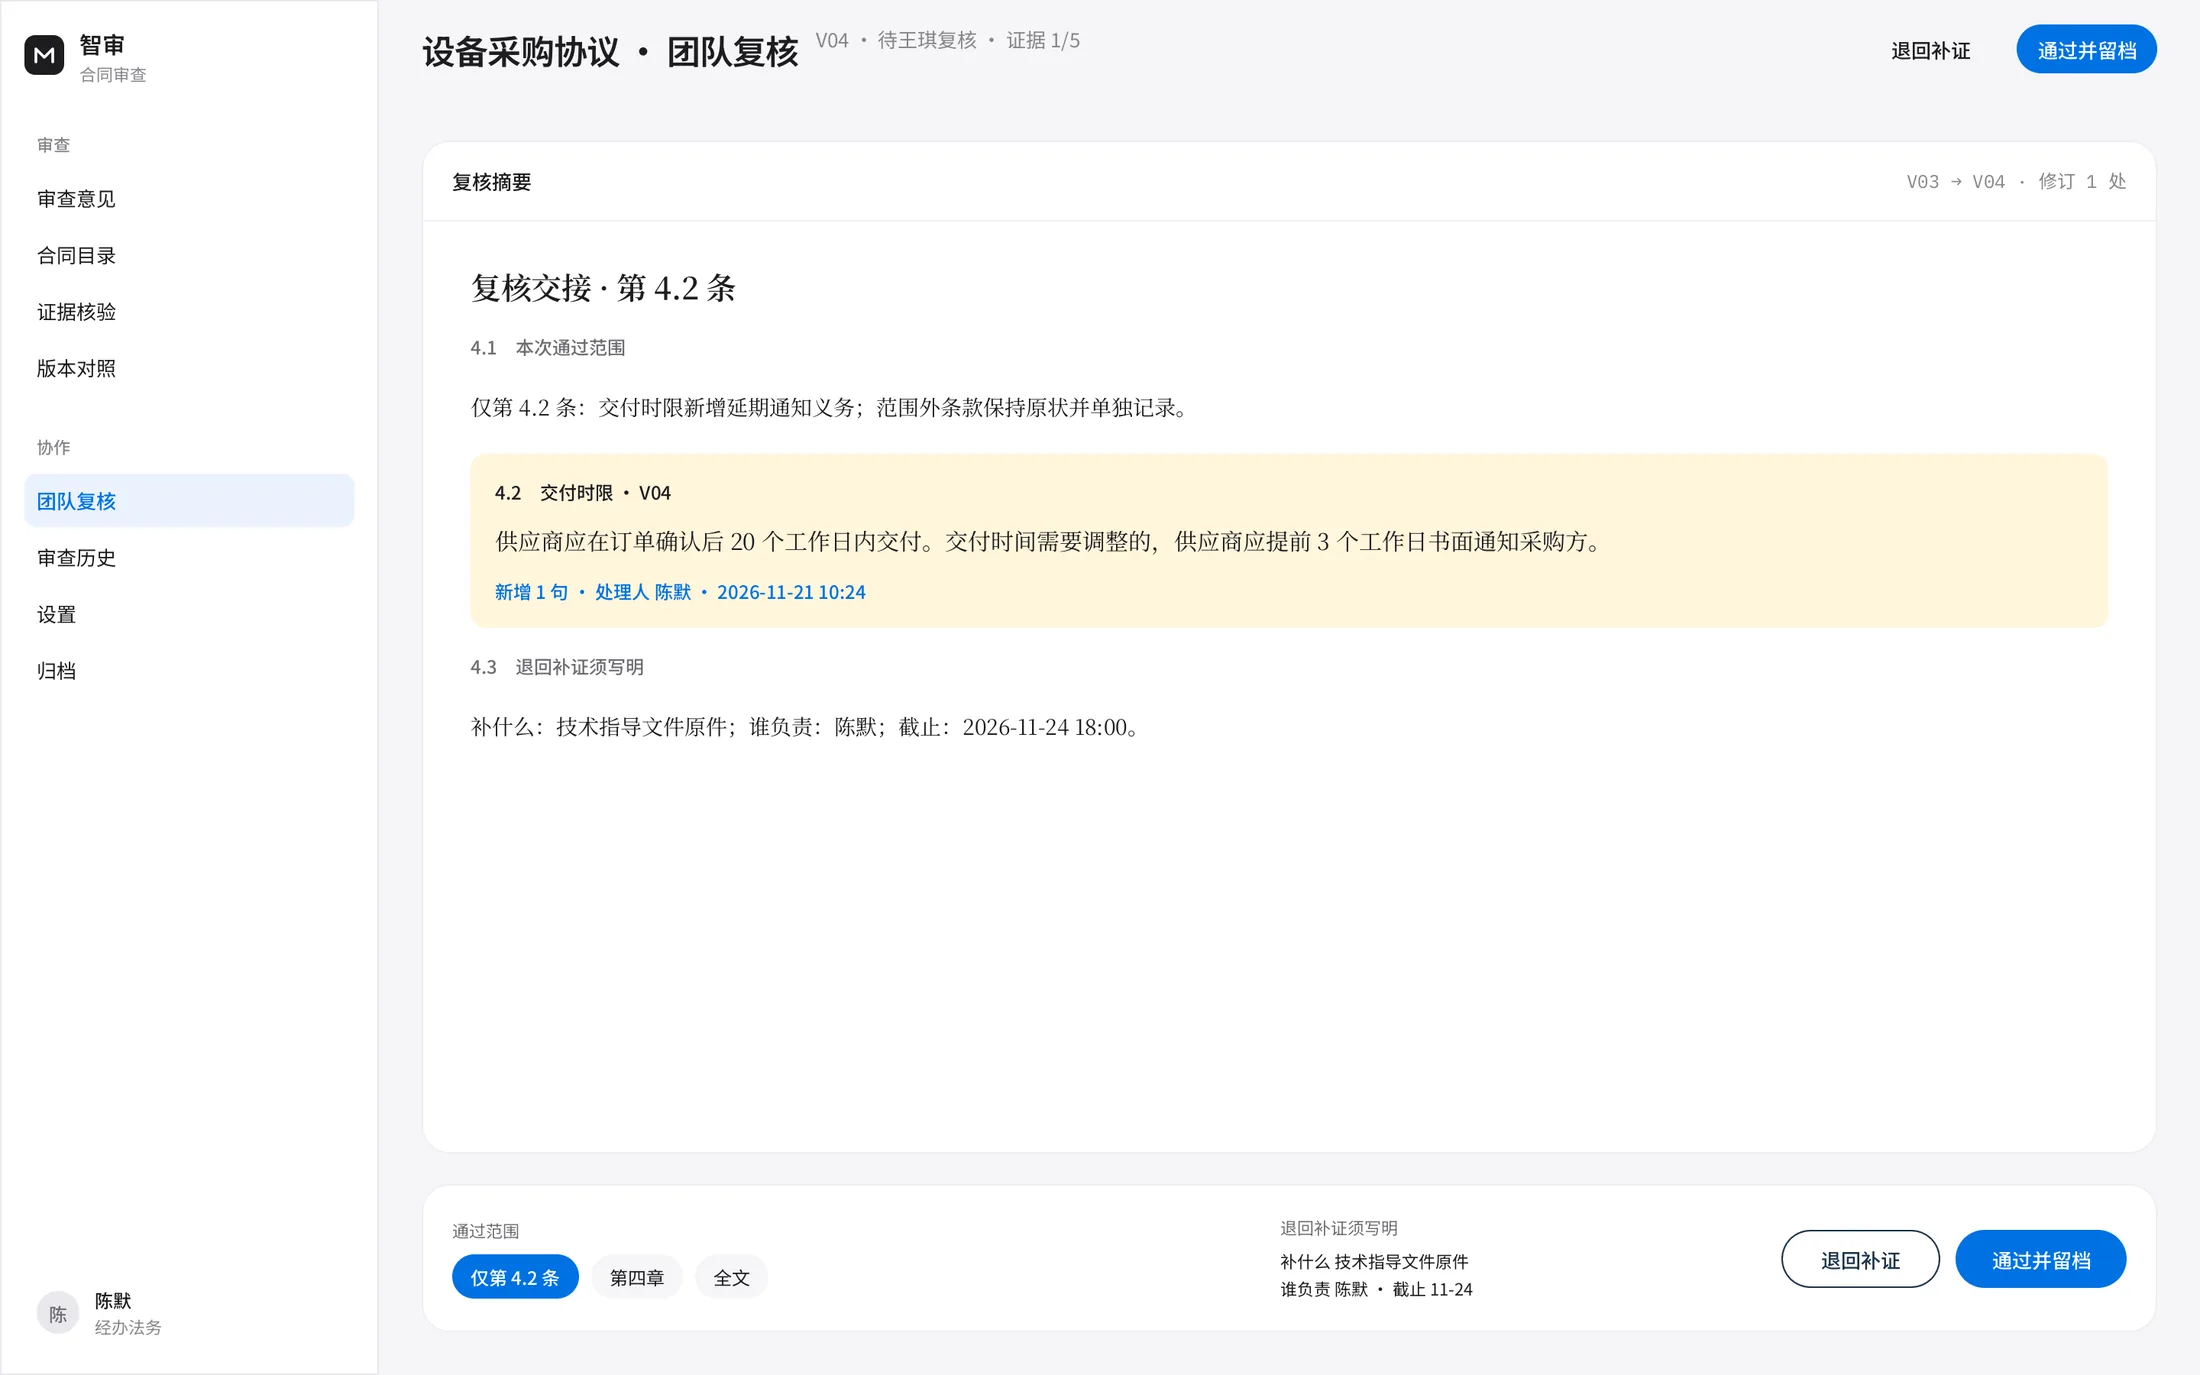 智审
合同审查
审查
审查意见
合同目录
证据核验
版本对照
协作
团队复核
审查历史
设置
归档
陈
陈默
经办法务
设备采购协议 · 团队复核
V04 · 待王琪复核 · 证据 1/5
退回补证
通过并留档
复核摘要
V03 → V04 · 修订 1 处
复核交接 · 第 4.2 条
4.1 本次通过范围
仅第 4.2 条：交付时限新增延期通知义务；范围外条款保持原状并单独记录。
4.2 交付时限 · V04
供应商应在订单确认后 20 个工作日内交付。交付时间需要调整的，供应商应提前 3 个工作日书面通知采购方。
新增 1 句 · 处理人 陈默 · 2026-11-21 10:24
4.3 退回补证须写明
补什么：技术指导文件原件；谁负责：陈默；截止：2026-11-24 18:00。
通过范围
仅第 4.2 条
第四章
全文
退回补证须写明
补什么 技术指导文件原件
谁负责 陈默 · 截止 11-24
退回补证
通过并留档